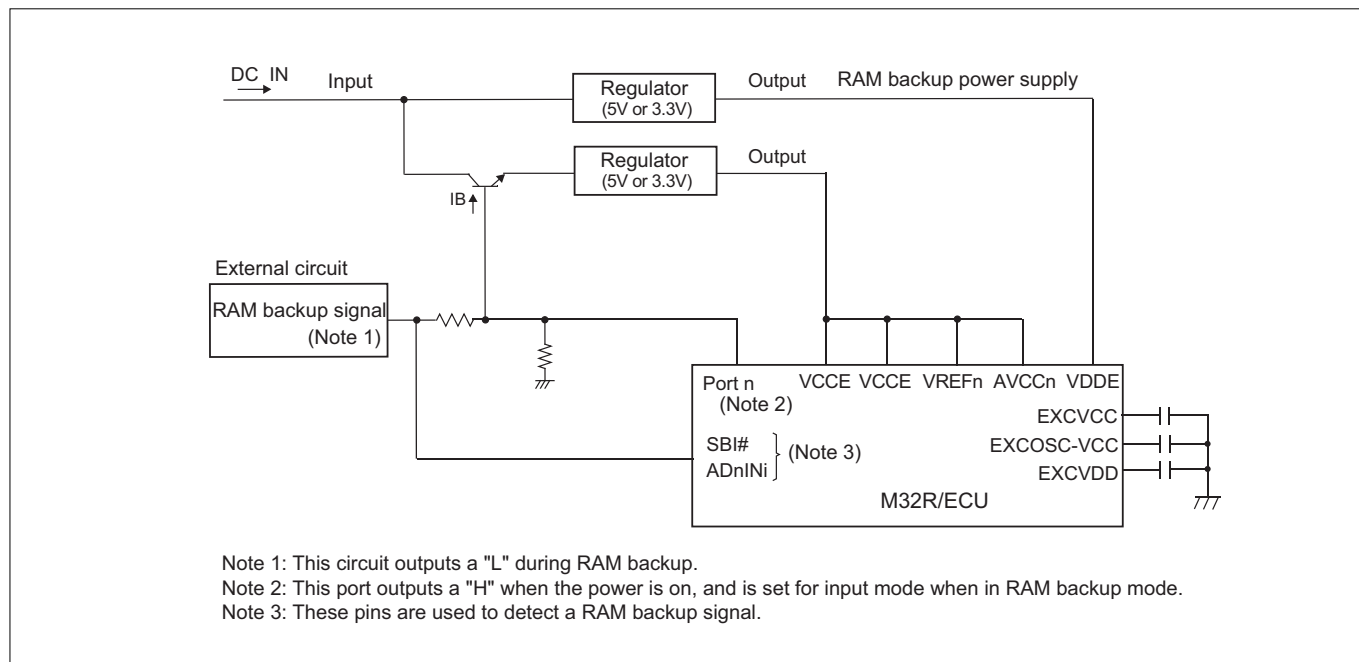 DC_IN
Input
Regulator
(5V or 3.3V)
Output
RAM backup power supply
Regulator
(5V or 3.3V)
Output
IB
External circuit
RAM backup signal
(Note 1)
Port n
(Note 2)
VCCE
VCCE
VREFn
AVCCn
VDDE
EXCVCC
SBI#
ADnINi
(Note 3)
EXCOSC-VCC
EXCVDD
M32R/ECU
Note 1: This circuit outputs a "L" during RAM backup.
Note 2: This port outputs a "H" when the power is on, and is set for input mode when in RAM backup mode.
Note 3: These pins are used to detect a RAM backup signal.